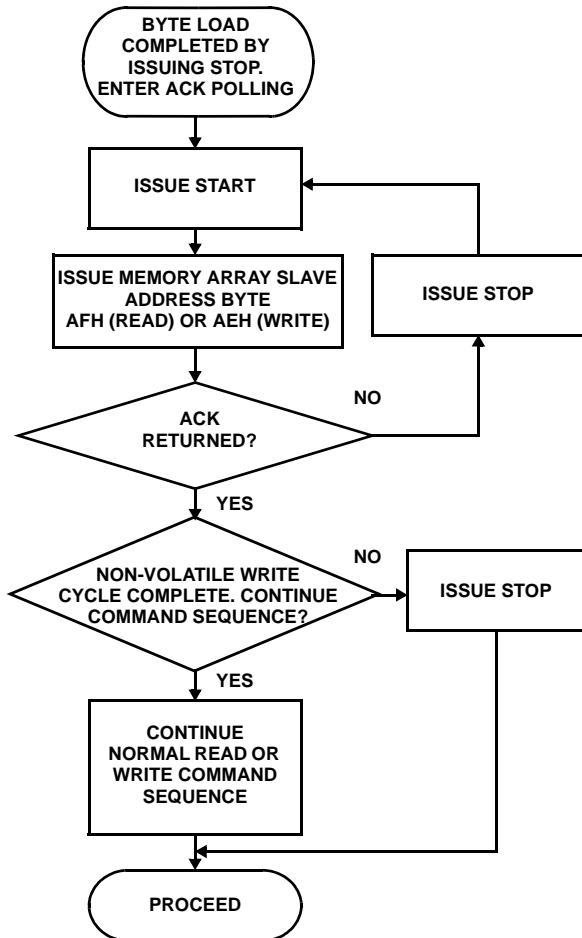 BYTE LOAD
COMPLETED BY
ISSUING STOP.
ENTER ACK POLLING
ISSUE START
ISSUE MEMORY ARRAY SLAVE
ADDRESS BYTE
AFH (READ) OR AEH (WRITE)
ISSUE STOP
ACK
RETURNED?
NO
YES
NON-VOLATILE WRITE
CYCLE COMPLETE. CONTINUE
COMMAND SEQUENCE?
NO
ISSUE STOP
YES
CONTINUE
NORMAL READ OR
WRITE COMMAND
SEQUENCE
PROCEED